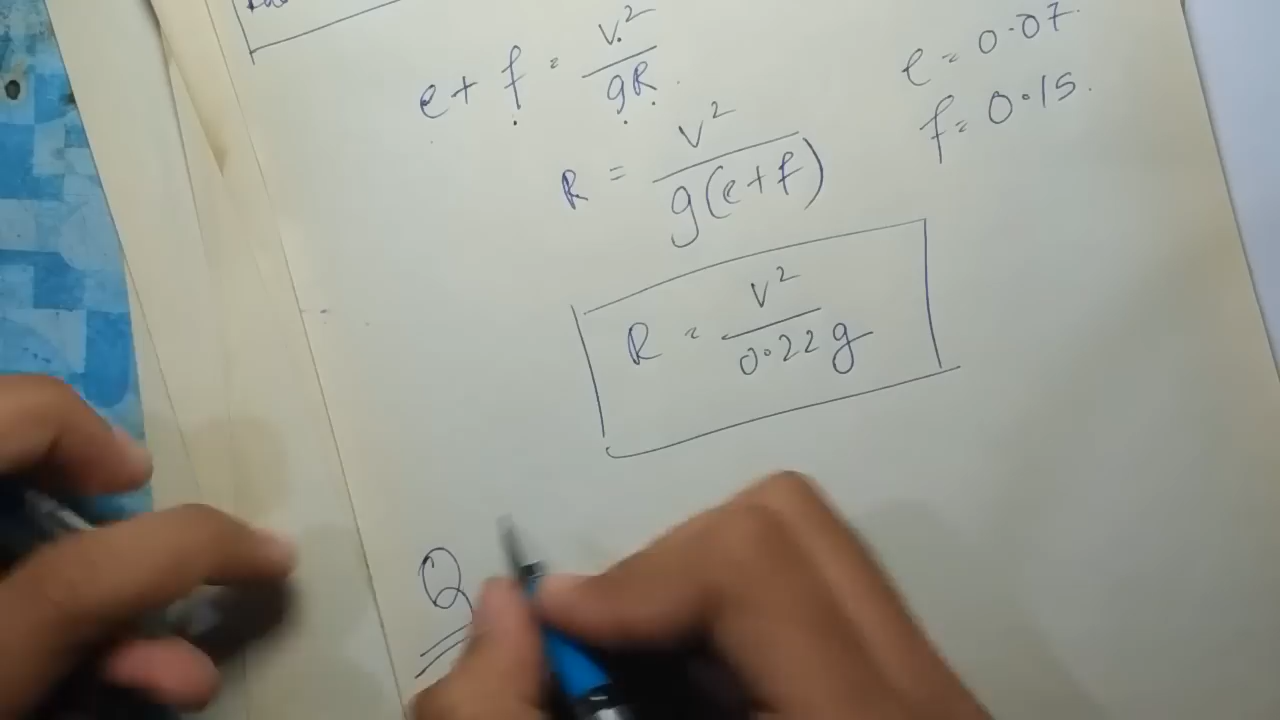 e + f = v²/gR
e = 0.07
f = 0.15
R = v²/g(e+f)
R = v²/0.22g
Q